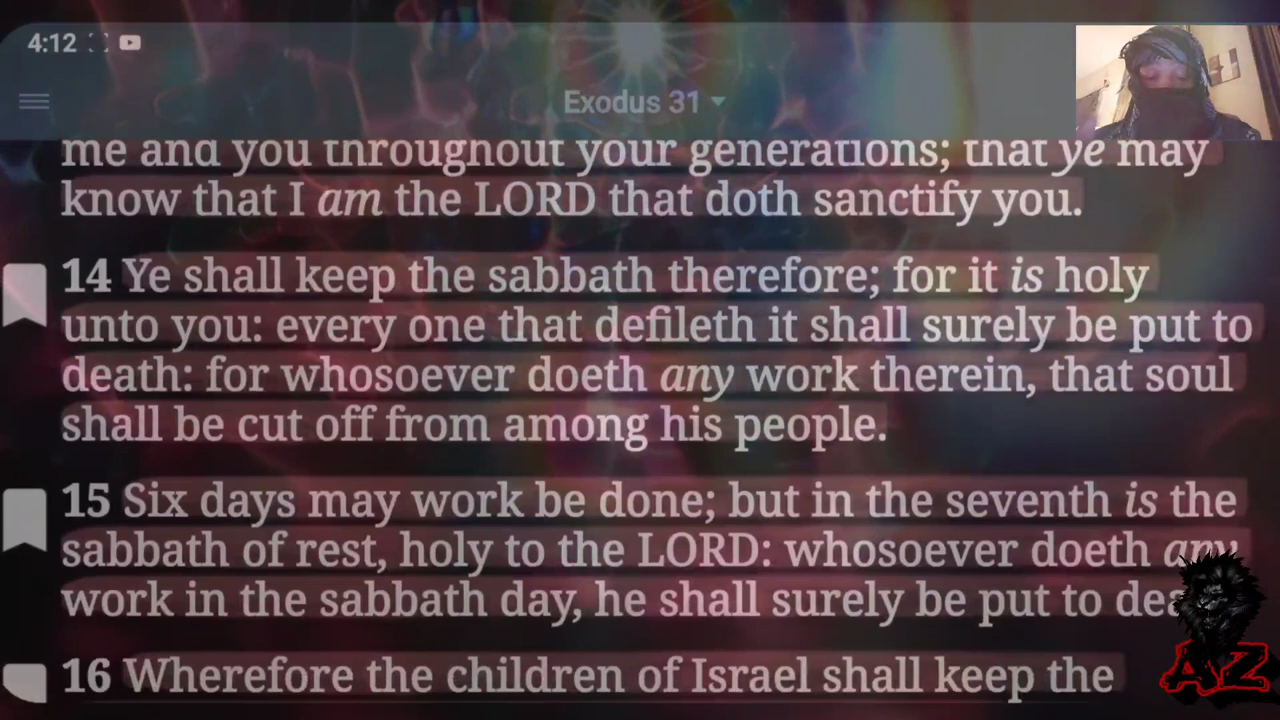 4:12
Exodus 31
me and you throughout your generations; that ye may
know that I am the LORD that doth sanctify you.
14 Ye shall keep the sabbath therefore; for it is holy
unto you: every one that defileth it shall surely be put to
death: for whosoever doeth any work therein, that soul
shall be cut off from among his people.
15 Six days may work be done; but in the seventh is the
sabbath of rest, holy to the LORD: whosoever doeth any
work in the sabbath day, he shall surely be put to dea
16 Wherefore the children of Israel shall keep the
AZ